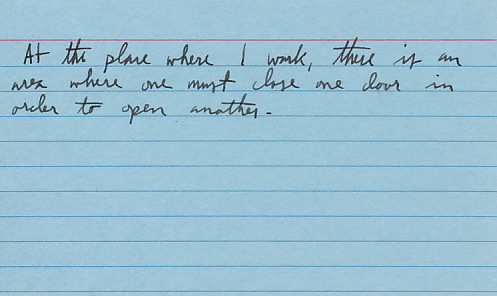 At the place where I work, there is an
area where one must close one door in
order to open another.